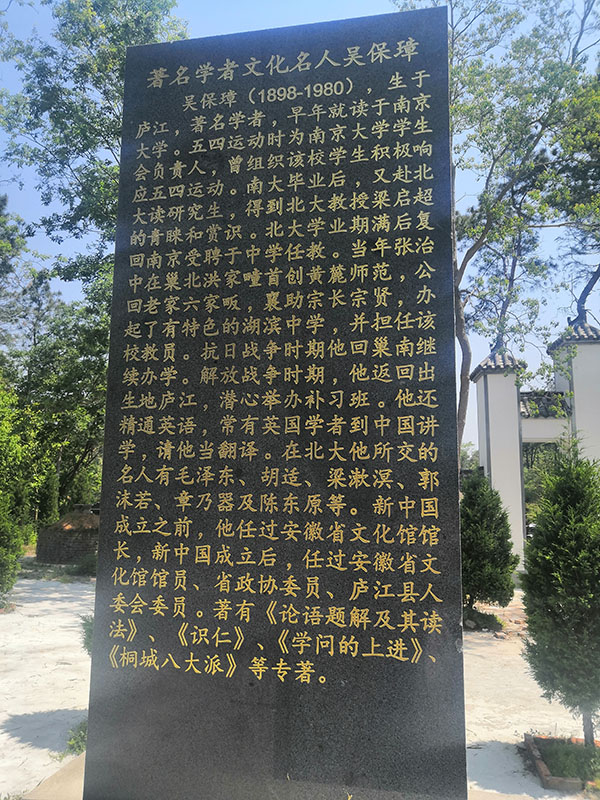 著名学者文化名人吴保璋
吴保璋（1898-1980），生于
庐江，著名学者，早年就读于南京
大学。五四运动时为南京大学学生
会负责人，曾组织该校学生积极响
应五四运动。南大毕业后，又赴北
大读研究生，得到北大教授梁启超
的青睐和赏识。北大学业期满后复
回南京受聘于中学任教。当年张治
中在巢北洪家疃首创黄麓师范，公
回老家六家畈，襄助宗长宗贤，办
起了有特色的湖滨中学，并担任该
校教员。抗日战争时期他回巢南继
续办学。解放战争时期，他返回出
生地庐江，潜心举办补习班。他还
精通英语，常有英国学者到中国讲
学，请他当翻译。在北大他所交的
名人有毛泽东、胡适、梁漱溟、郭
沫若、章乃器及陈东原等。新中国
成立之前，他任过安徽省文化馆馆
长，新中国成立后，任过安徽省文
化馆馆员、省政协委员、庐江县人
委会委员。著有《论语题解及其读
法》、《识仁》、《学问的上进》、
《桐城八大派》等专著。